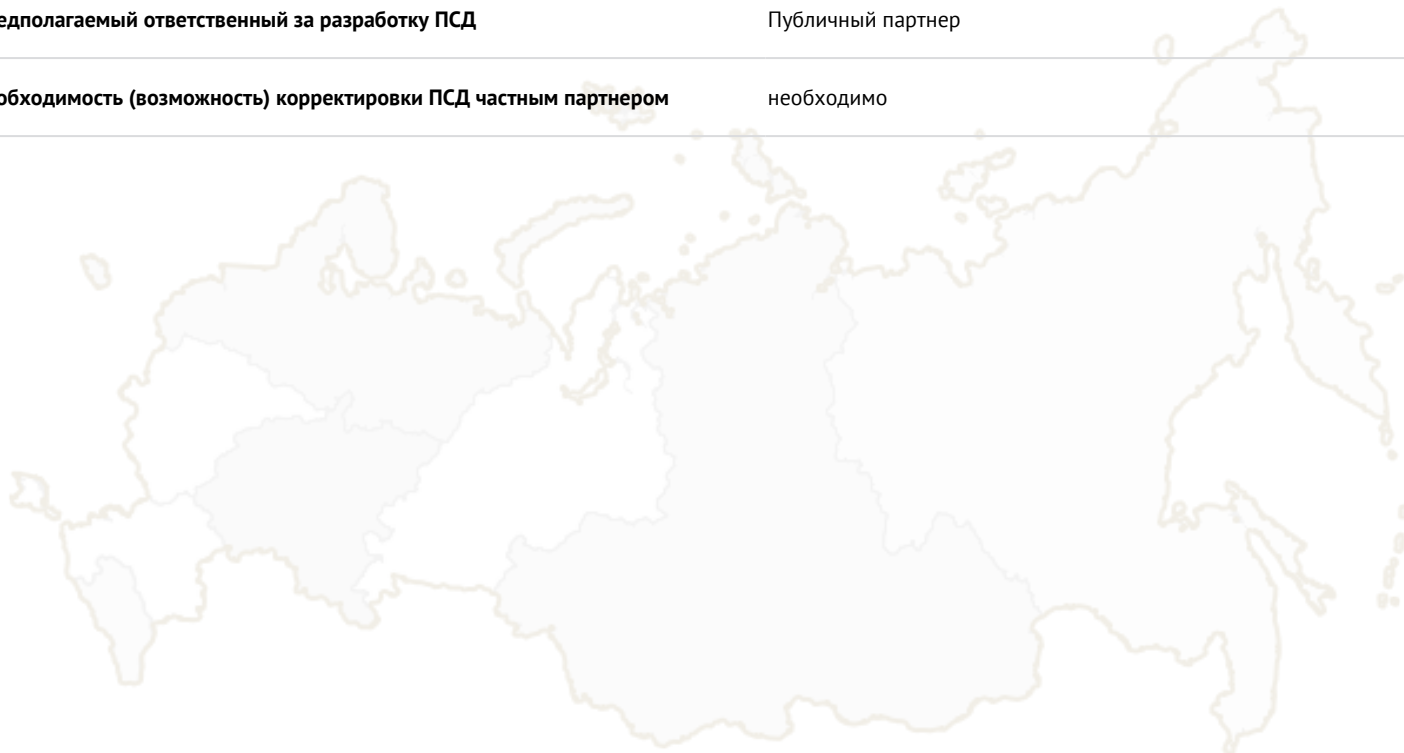 едполагаемый ответственный за разработку ПСД Публичный партнер
обходимость (возможность) корректировки ПСД частным партнером необходимо